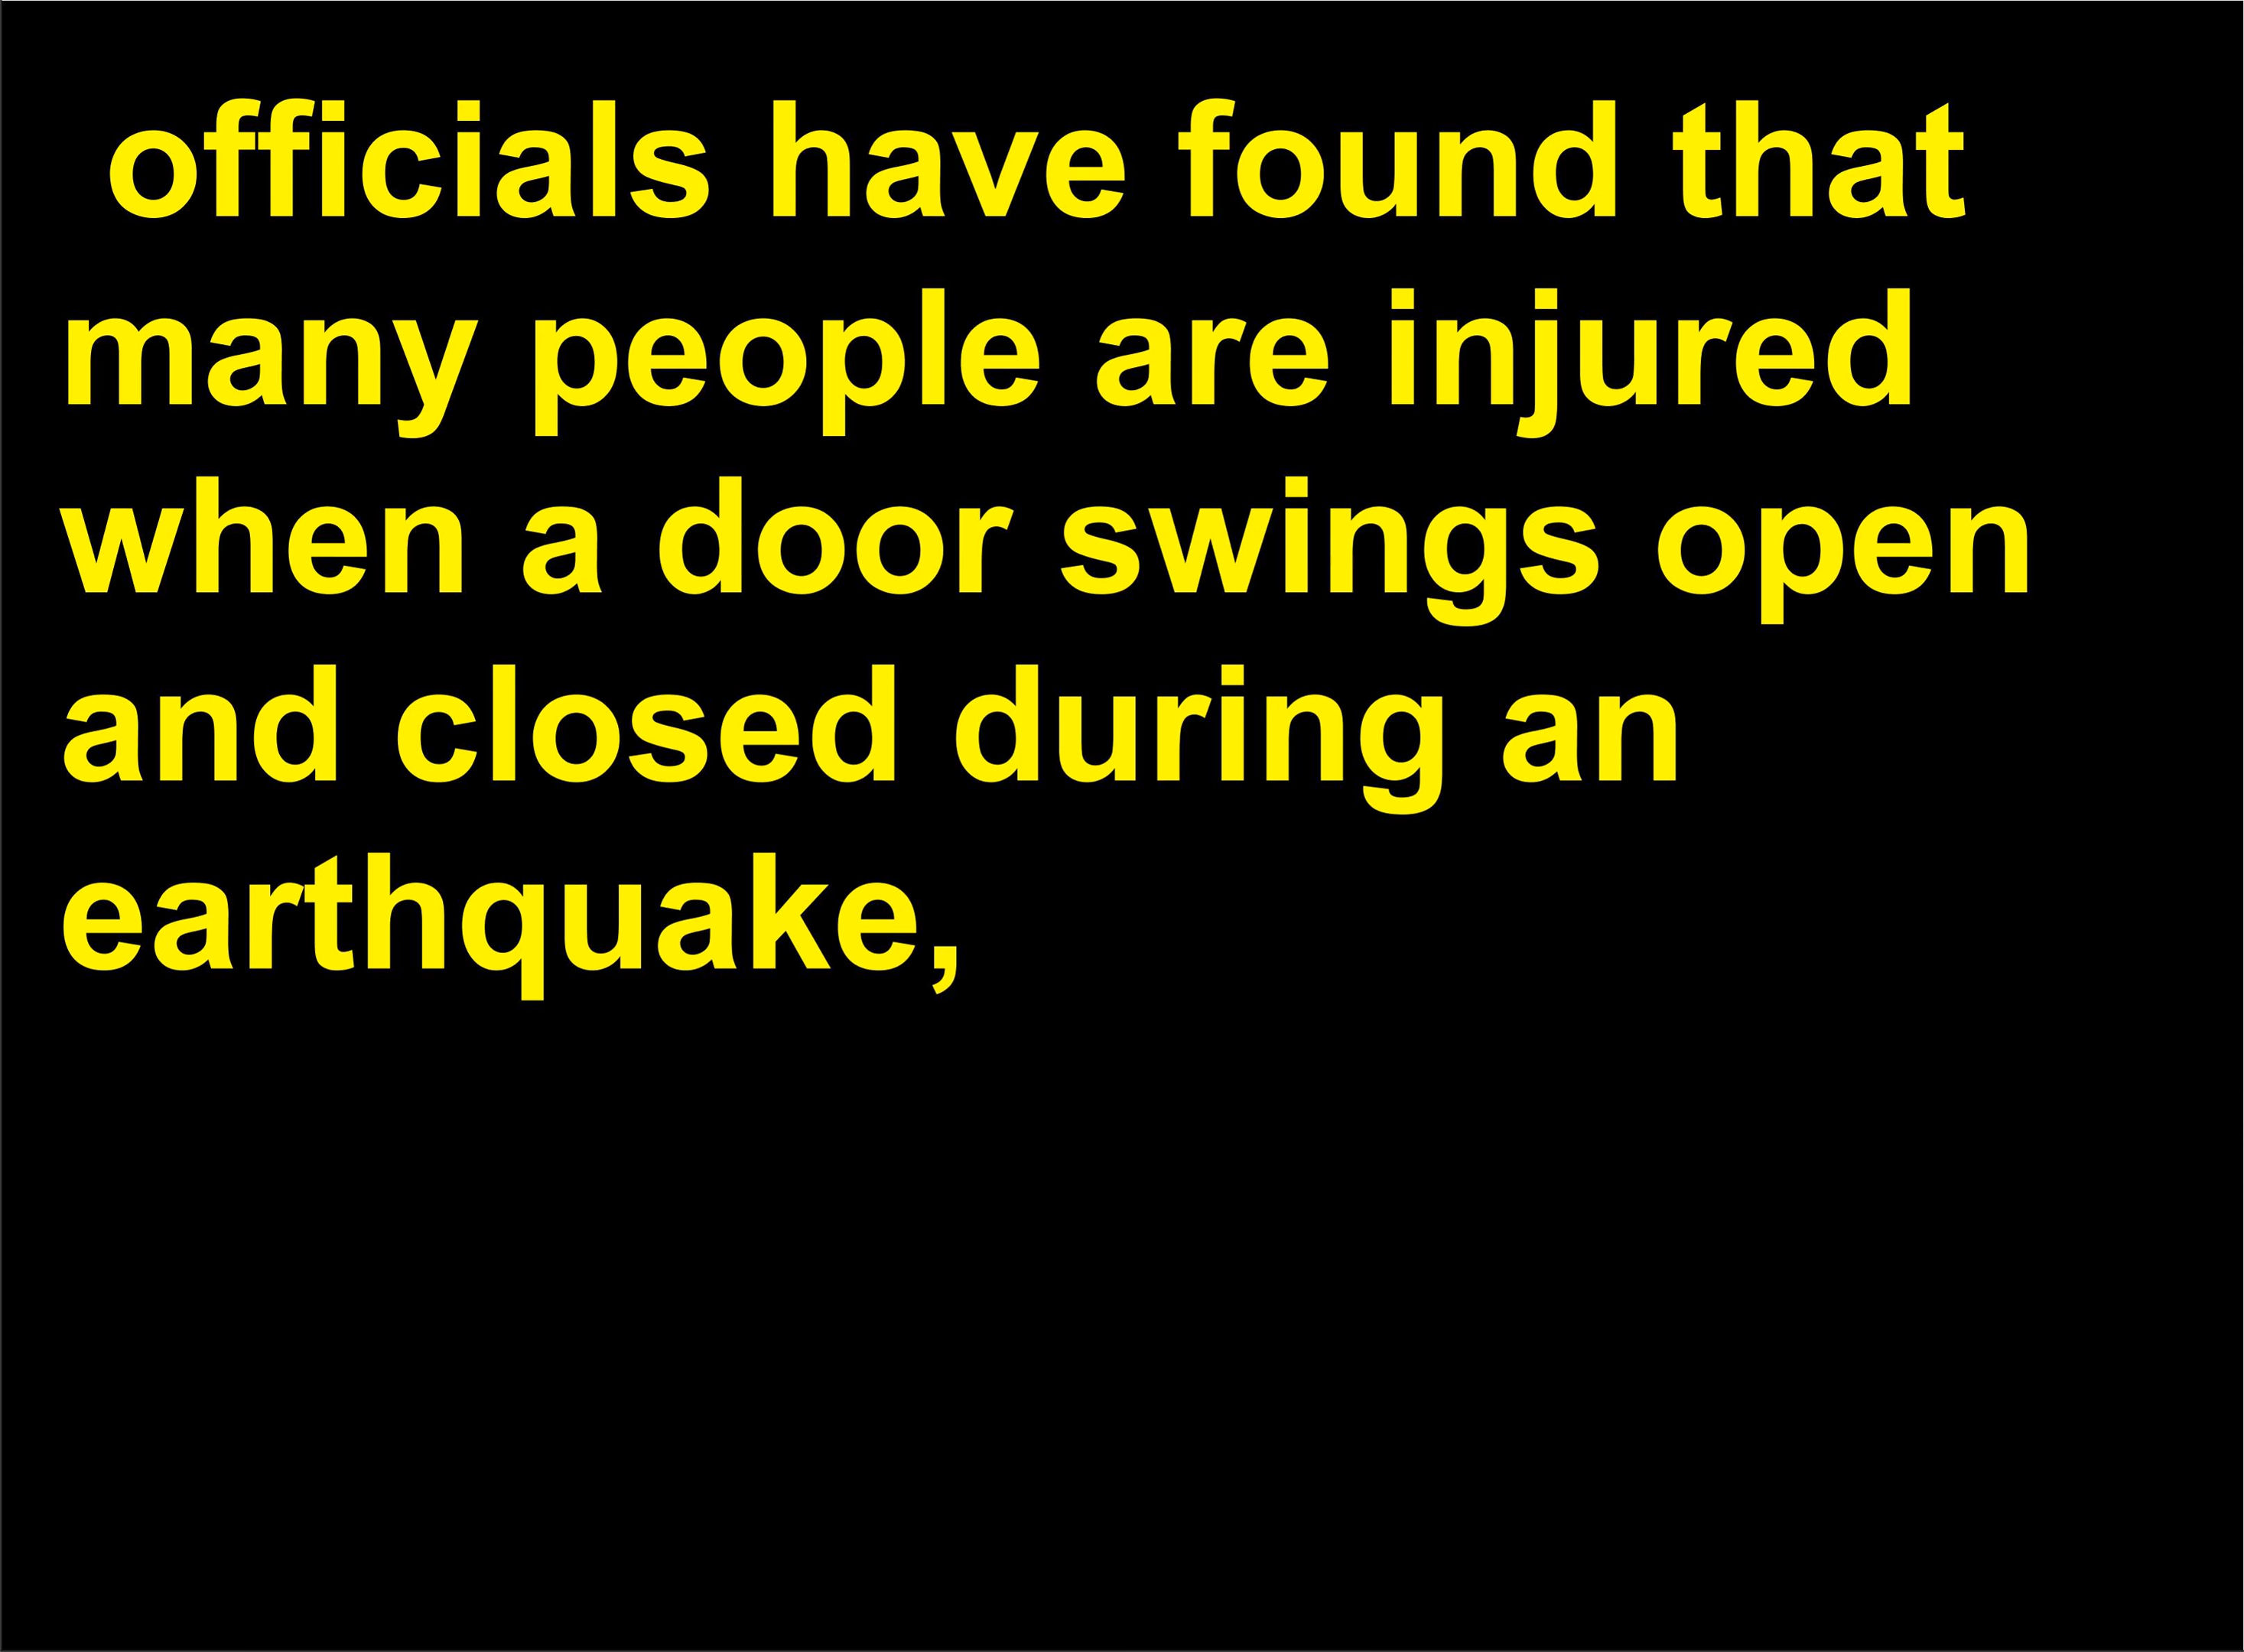 officials have found that
many people are injured
when a door swings open
and closed during an
earthquake,